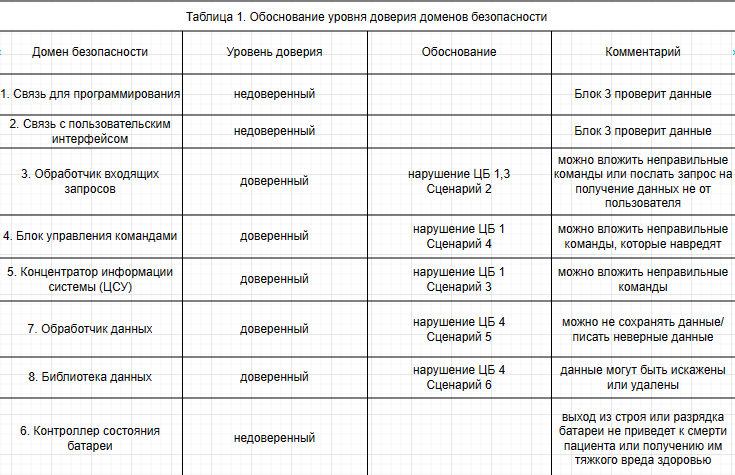 Таблица 1. Обоснование уровня доверия доменов безопасности
Домен безопасности
Уровень доверия
Обоснование
Комментарий
1. Связь для программирования
недоверенный
Блок 3 проверит данные
2. Связь с пользовательским
интерфейсом
недоверенный
Блок 3 проверит данные
3. Обработчик входящих
запросов
доверенный
нарушение ЦБ 1,3
Сценарий 2
можно вложить неправильные
команды или послать запрос на
получение данных не от
пользователя
4. Блок управления командами
доверенный
нарушение ЦБ 1
Сценарий 4
можно вложить неправильные
команды, которые навредят
5. Концентратор информации
системы (ЦСУ)
доверенный
нарушение ЦБ 1
Сценарий 3
можно вложить неправильные
команды
7. Обработчик данных
доверенный
нарушение ЦБ 4
Сценарий 5
можно не сохранять данные/
писать неверные данные
8. Библиотека данных
доверенный
нарушение ЦБ 4
Сценарий 6
данные могут быть искажены
или удалены
6. Контроллер состояния
батареи
недоверенный
выход из строя или разрядка
батареи не приведет к смерти
пациента или получению им
тяжкого вреда здоровью